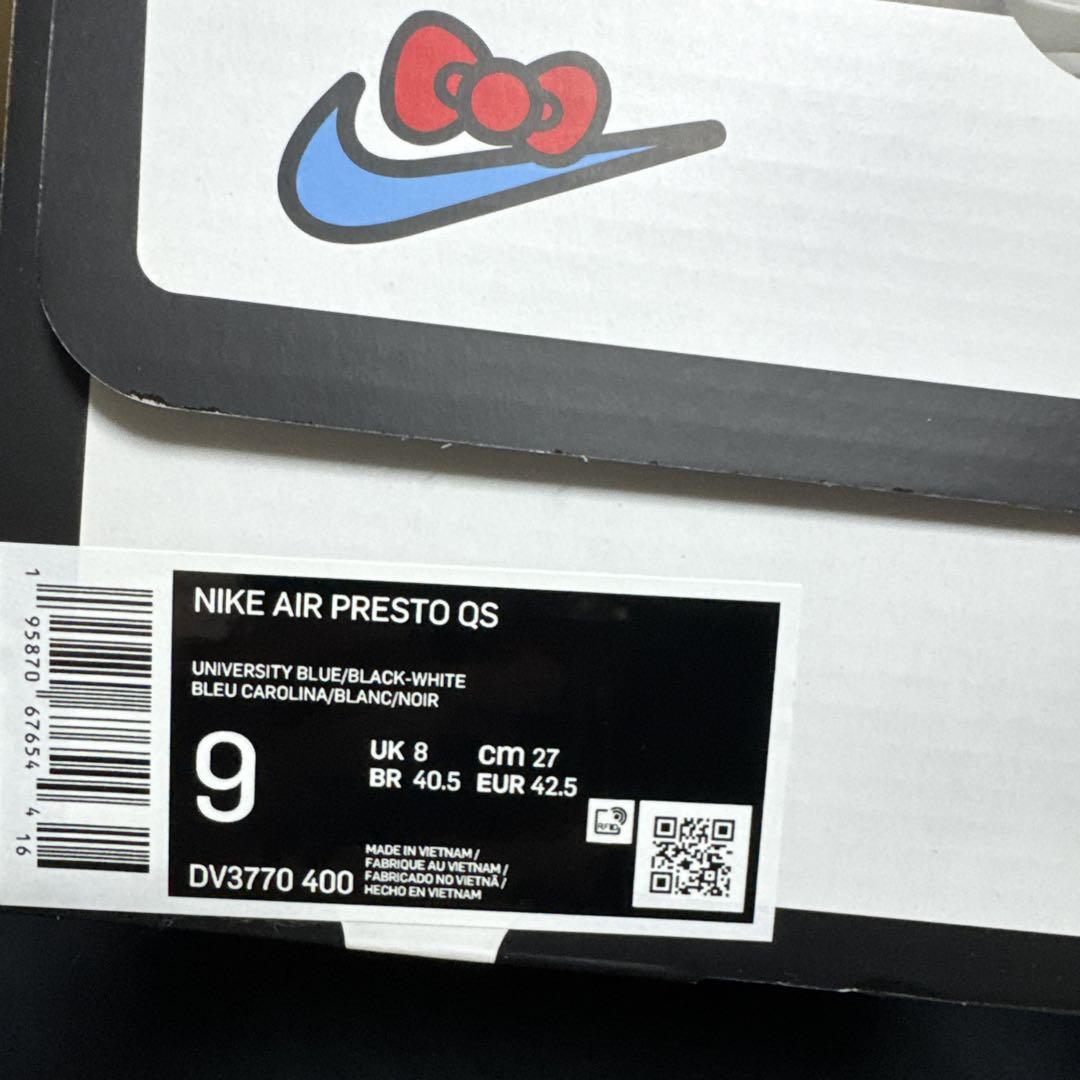 NIKE AIR PRESTO QS
UNIVERSITY BLUE/BLACK-WHITE
BLEU CAROLINA/BLANC/NOIR
9
UK 8 cm 27
BR 40.5 EUR 42.5
RFID
DV3770 400
MADE IN VIETNAM /
FABRIQUE AU VIETNAM /
FABRICADO NO VIETNÃ /
HECHO EN VIETNAM
1 95870 67654 4 16